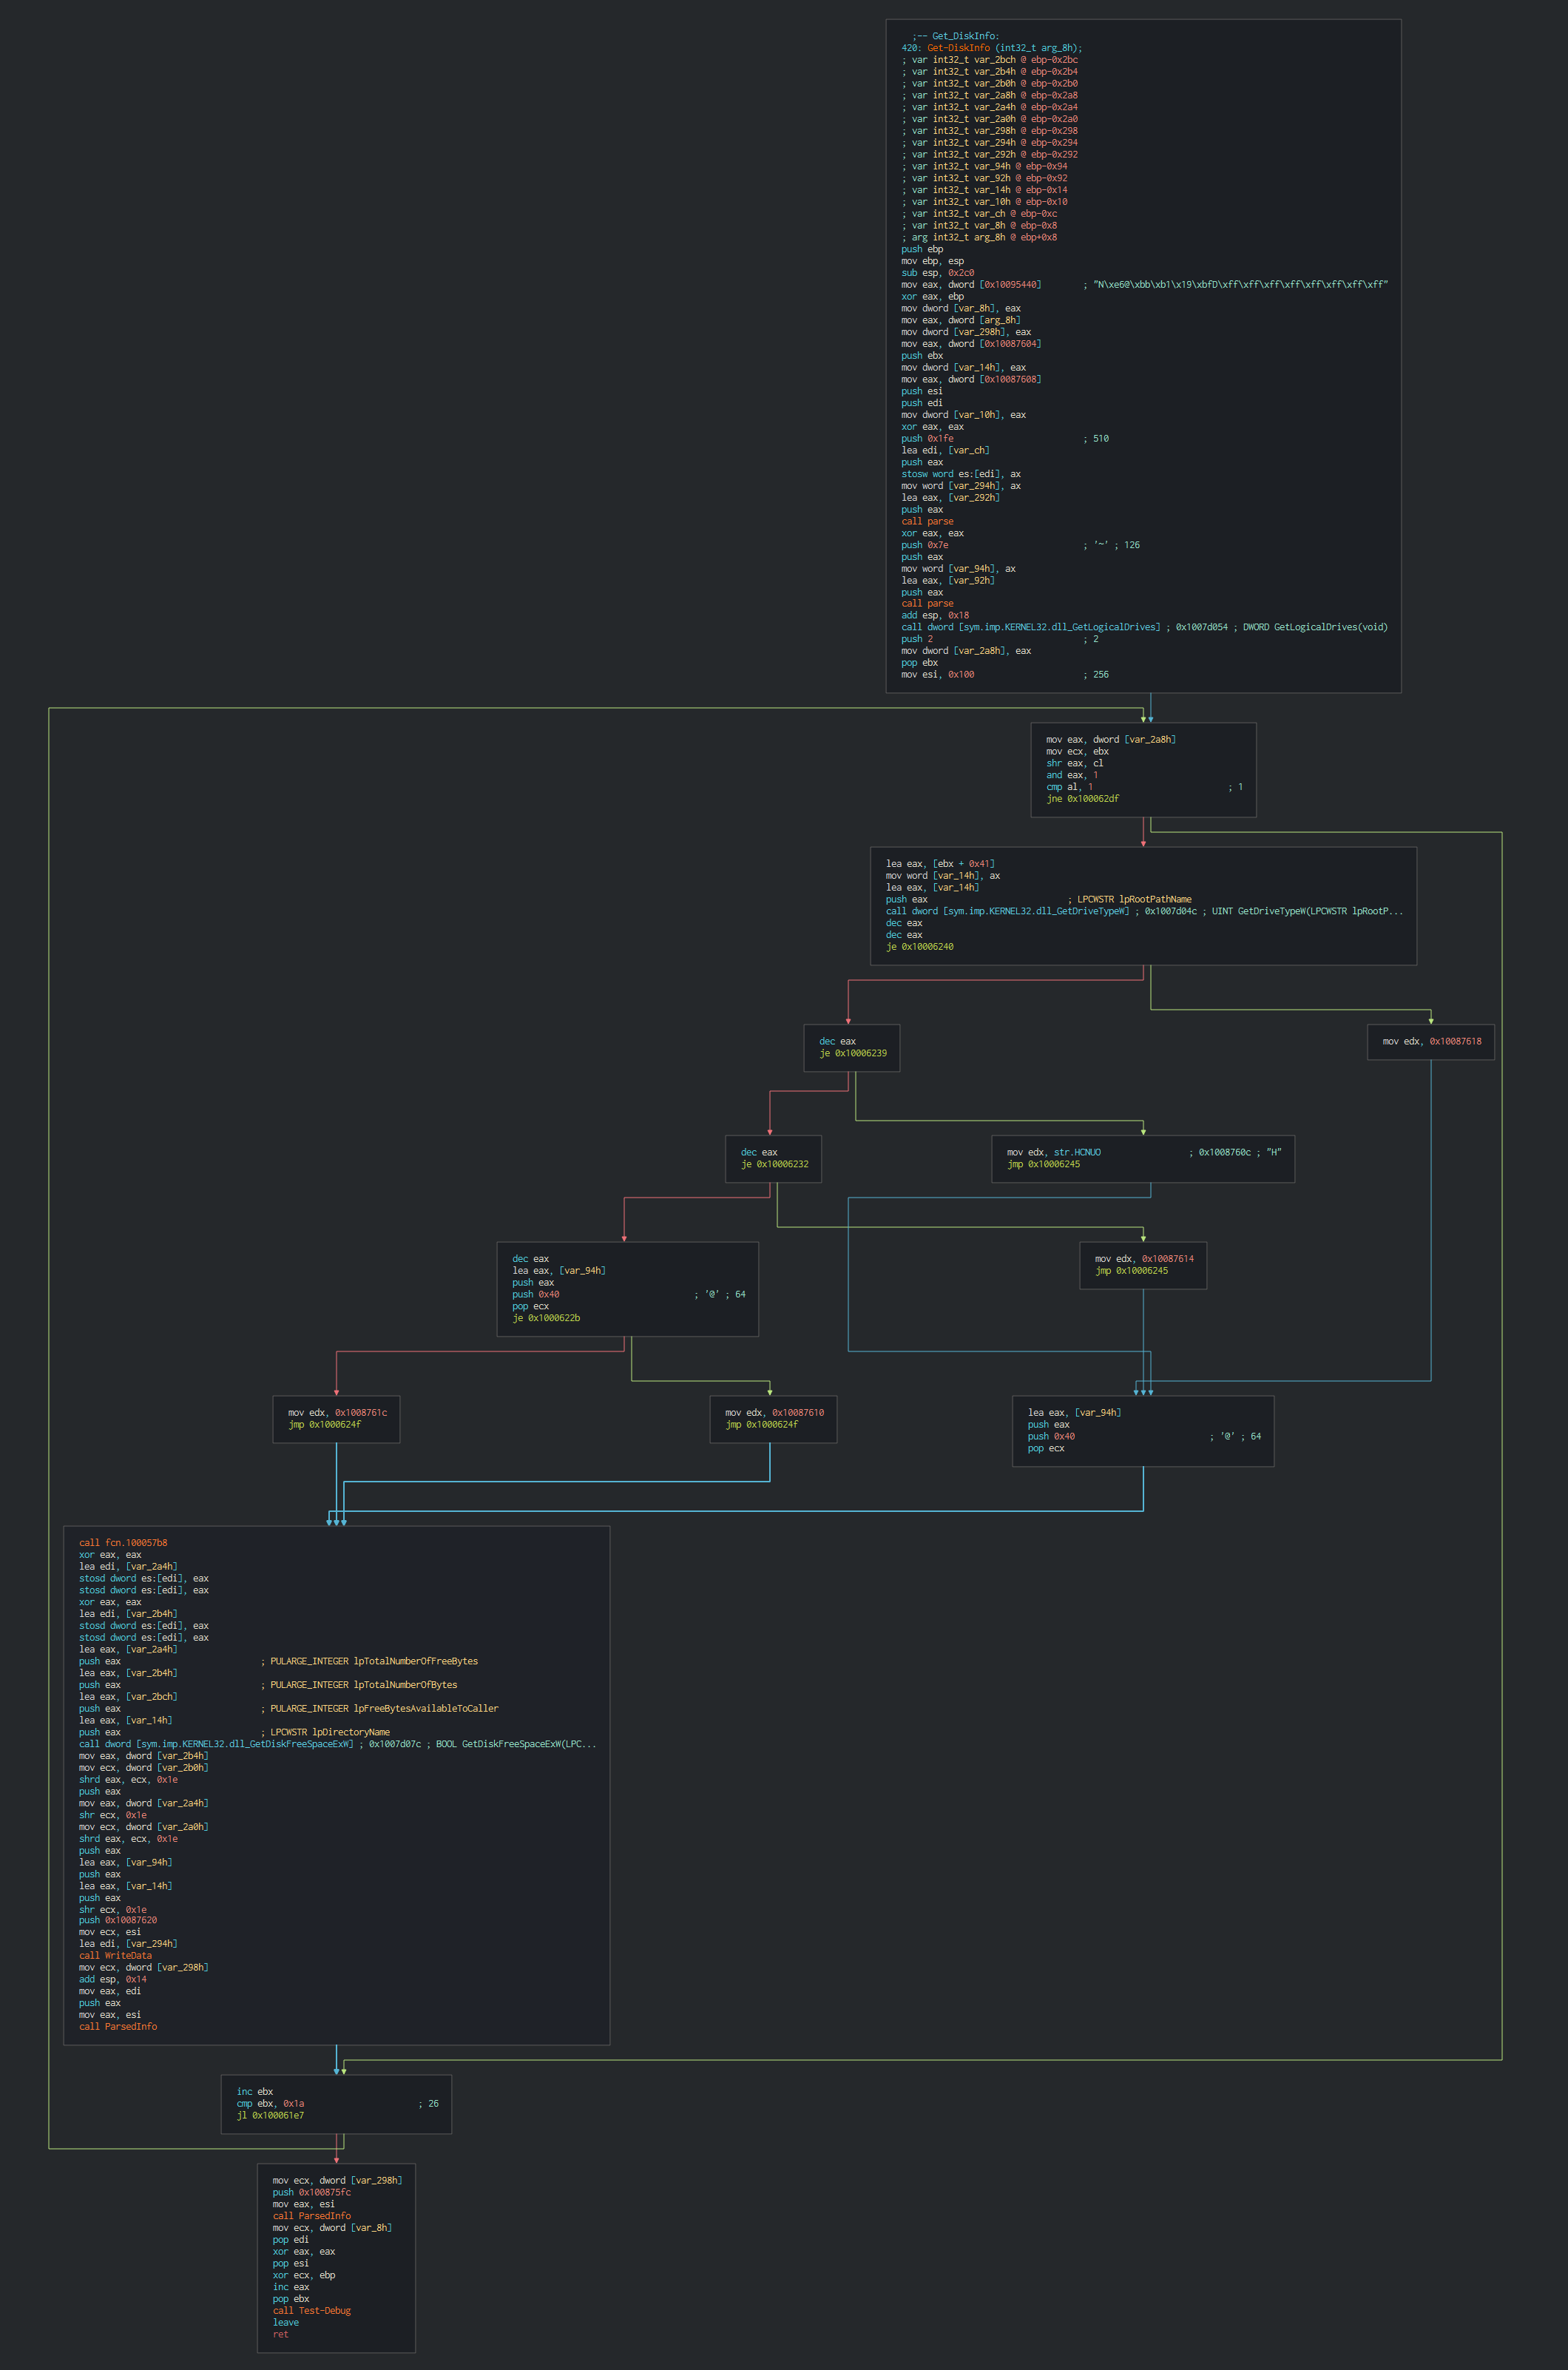 ;-- Get_DiskInfo:
420: Get-DiskInfo (int32_t arg_8h);
; var int32_t var_2bch @ ebp-0x2bc
; var int32_t var_2b4h @ ebp-0x2b4
; var int32_t var_2b0h @ ebp-0x2b0
; var int32_t var_2a8h @ ebp-0x2a8
; var int32_t var_2a4h @ ebp-0x2a4
; var int32_t var_2a0h @ ebp-0x2a0
; var int32_t var_298h @ ebp-0x298
; var int32_t var_294h @ ebp-0x294
; var int32_t var_292h @ ebp-0x292
; var int32_t var_94h @ ebp-0x94
; var int32_t var_92h @ ebp-0x92
; var int32_t var_14h @ ebp-0x14
; var int32_t var_10h @ ebp-0x10
; var int32_t var_ch @ ebp-0xc
; var int32_t var_8h @ ebp-0x8
; arg int32_t arg_8h @ ebp+0x8
push ebp
mov ebp, esp
sub esp, 0x2c0
mov eax, dword [0x10095440] ; "N\xe6@\xbb\xb1\x19\xbfD\xff\xff\xff\xff\xff\xff\xff\xff"
xor eax, ebp
mov dword [var_8h], eax
mov eax, dword [arg_8h]
mov dword [var_298h], eax
mov eax, dword [0x10087604]
push ebx
mov dword [var_14h], eax
mov eax, dword [0x10087608]
push esi
push edi
mov dword [var_10h], eax
xor eax, eax
push 0x1fe ; 510
lea edi, [var_ch]
push eax
stosw word es:[edi], ax
mov word [var_294h], ax
lea eax, [var_292h]
push eax
call parse
xor eax, eax
push 0x7e ; '~' ; 126
push eax
mov word [var_94h], ax
lea eax, [var_92h]
push eax
call parse
add esp, 0x18
call dword [sym.imp.KERNEL32.dll_GetLogicalDrives] ; 0x1007d054 ; DWORD GetLogicalDrives(void)
push 2 ; 2
mov dword [var_2a8h], eax
pop ebx
mov esi, 0x100 ; 256
mov eax, dword [var_2a8h]
mov ecx, ebx
shr eax, cl
and eax, 1
cmp al, 1 ; 1
jne 0x100062df
lea eax, [ebx + 0x41]
mov word [var_14h], ax
lea eax, [var_14h]
push eax ; LPCWSTR lpRootPathName
call dword [sym.imp.KERNEL32.dll_GetDriveTypeW] ; 0x1007d04c ; UINT GetDriveTypeW(LPCWSTR lpRootP...
dec eax
dec eax
je 0x10006240
dec eax
je 0x10006239
mov edx, 0x10087618
dec eax
je 0x10006232
mov edx, str.HCNUO ; 0x1008760c ; "H"
jmp 0x10006245
dec eax
lea eax, [var_94h]
push eax
push 0x40 ; '@' ; 64
pop ecx
je 0x1000622b
mov edx, 0x10087614
jmp 0x10006245
mov edx, 0x1008761c
jmp 0x1000624f
mov edx, 0x10087610
jmp 0x1000624f
lea eax, [var_94h]
push eax
push 0x40 ; '@' ; 64
pop ecx
call fcn.100057b8
xor eax, eax
lea edi, [var_2a4h]
stosd dword es:[edi], eax
stosd dword es:[edi], eax
xor eax, eax
lea edi, [var_2b4h]
stosd dword es:[edi], eax
stosd dword es:[edi], eax
lea eax, [var_2a4h]
push eax ; PULARGE_INTEGER lpTotalNumberOfFreeBytes
lea eax, [var_2b4h]
push eax ; PULARGE_INTEGER lpTotalNumberOfBytes
lea eax, [var_2bch]
push eax ; PULARGE_INTEGER lpFreeBytesAvailableToCaller
lea eax, [var_14h]
push eax ; LPCWSTR lpDirectoryName
call dword [sym.imp.KERNEL32.dll_GetDiskFreeSpaceExW] ; 0x1007d07c ; BOOL GetDiskFreeSpaceExW(LPC...
mov eax, dword [var_2b4h]
mov ecx, dword [var_2b0h]
shrd eax, ecx, 0x1e
push eax
mov eax, dword [var_2a4h]
shr ecx, 0x1e
mov ecx, dword [var_2a0h]
shrd eax, ecx, 0x1e
push eax
lea eax, [var_94h]
push eax
lea eax, [var_14h]
push eax
shr ecx, 0x1e
push 0x10087620
mov ecx, esi
lea edi, [var_294h]
call WriteData
mov ecx, dword [var_298h]
add esp, 0x14
mov eax, edi
push eax
mov eax, esi
call ParsedInfo
inc ebx
cmp ebx, 0x1a ; 26
jl 0x100061e7
mov ecx, dword [var_298h]
push 0x100875fc
mov eax, esi
call ParsedInfo
mov ecx, dword [var_8h]
pop edi
xor eax, eax
pop esi
xor ecx, ebp
inc eax
pop ebx
call Test-Debug
leave
ret